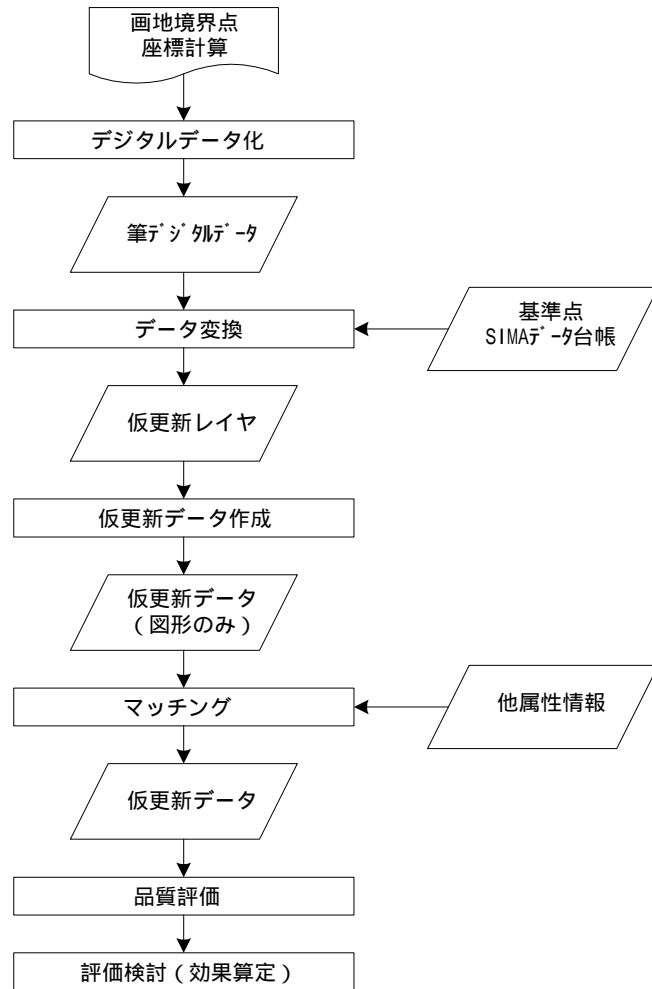 画地境界点
座標計算
デジタルデータ化
筆ﾃﾞｼﾞﾀﾙﾃﾞｰﾀ
データ変換
基準点
SIMAﾃﾞｰﾀ台帳
仮更新レイヤ
仮更新データ作成
仮更新データ
（図形のみ）
マッチング
他属性情報
仮更新データ
品質評価
評価検討（効果算定）